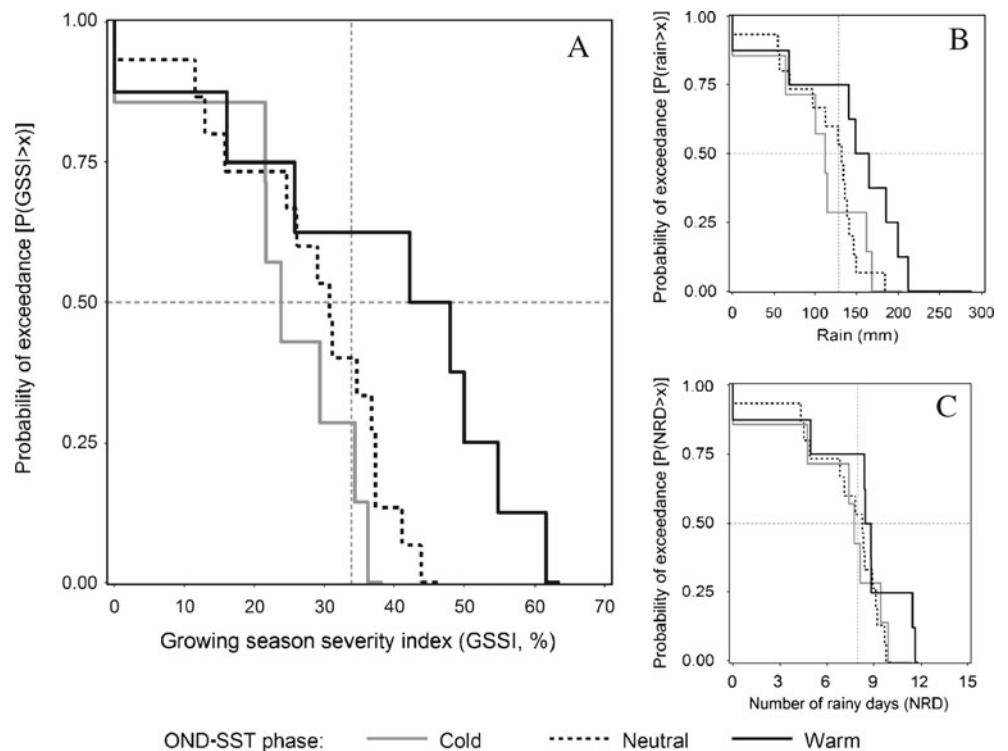 A
Probability of exceedance [P(GSSI>x)]
1.00
0.75
0.50
0.25
0.00
0 10 20 30 40 50 60 70
Growing season severity index (GSSI, %)
B
Probability of exceedance [P(rain>x)]
1.00
0.75
0.50
0.25
0.00
0 50 100 150 200 250 300
Rain (mm)
C
Probability of exceedance [P(NRD>x)]
1.00
0.75
0.50
0.25
0.00
0 3 6 9 12 15
Number of rainy days (NRD)
OND-SST phase: Cold Neutral Warm